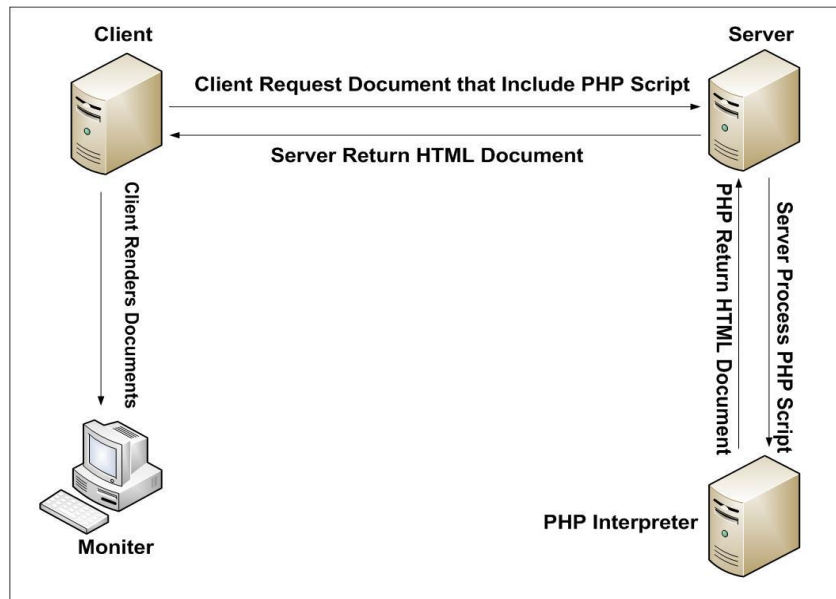 Client
Server
Client Request Document that Include PHP Script
Server Return HTML Document
Client Renders Documents
PHP Return HTML Document
Server Process PHP Script
Moniter
PHP Interpreter